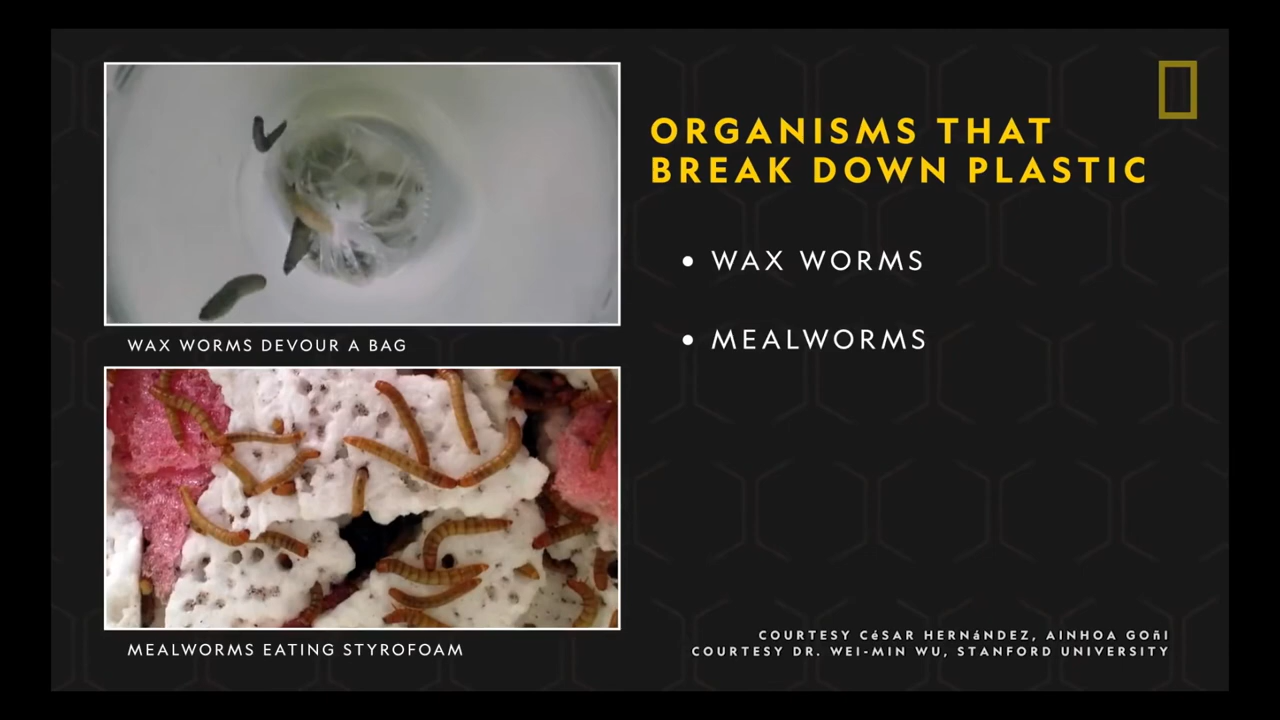 ORGANISMS THAT
BREAK DOWN PLASTIC
• WAX WORMS
• MEALWORMS
WAX WORMS DEVOUR A BAG
MEALWORMS EATING STYROFOAM
COURTESY CéSAR HERNáNDEZ, AINHOA GOñI
COURTESY DR. WEI-MIN WU, STANFORD UNIVERSITY